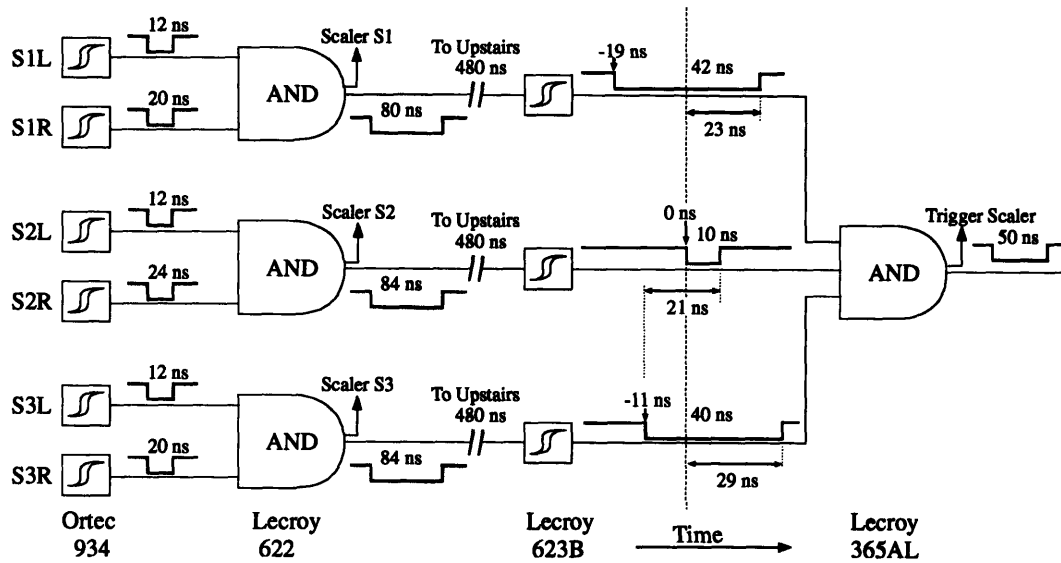 12 ns
S1L
20 ns
S1R
AND
Scaler S1
80 ns
To Upstairs
480 ns
-19 ns
42 ns
23 ns
12 ns
S2L
24 ns
S2R
AND
Scaler S2
84 ns
To Upstairs
480 ns
0 ns
10 ns
21 ns
AND
Trigger Scaler
50 ns
12 ns
S3L
20 ns
S3R
AND
Scaler S3
84 ns
To Upstairs
480 ns
-11 ns
40 ns
29 ns
Ortec
934
Lecroy
622
Lecroy
623B
Time
Lecroy
365AL